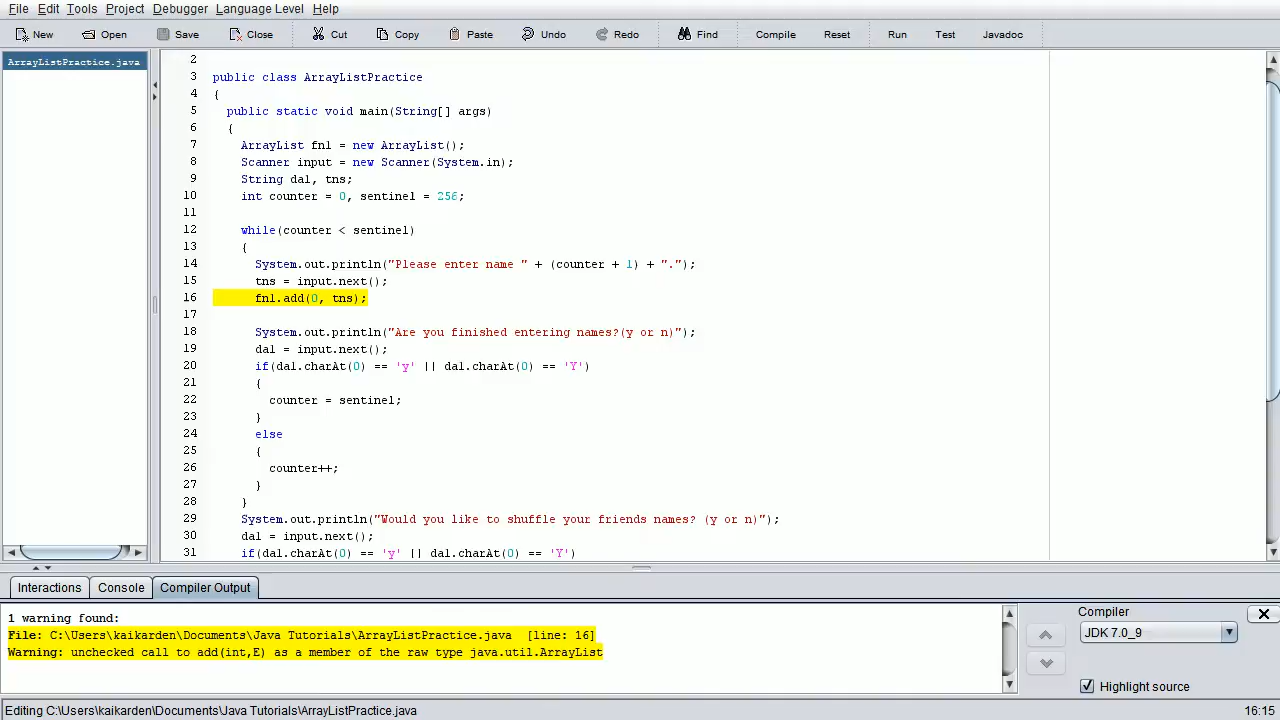 File Edit Tools Project Debugger Language Level Help
New Open Save Close Cut Copy Paste Undo Redo Find Compile Reset Run Test Javadoc
ArrayListPractice.java
2
3 public class ArrayListPractice
4 {
5 public static void main(String[] args)
6 {
7 ArrayList fnl = new ArrayList();
8 Scanner input = new Scanner(System.in);
9 String dal, tns;
10 int counter = 0, sentinel = 256;
11
12 while(counter < sentinel)
13 {
14 System.out.println("Please enter name " + (counter + 1) + ".");
15 tns = input.next();
16 fnl.add(0, tns);
17
18 System.out.println("Are you finished entering names?(y or n)");
19 dal = input.next();
20 if(dal.charAt(0) == 'y' || dal.charAt(0) == 'Y')
21 {
22 counter = sentinel;
23 }
24 else
25 {
26 counter++;
27 }
28 }
29 System.out.println("Would you like to shuffle your friends names? (y or n)");
30 dal = input.next();
31 if(dal.charAt(0) == 'y' || dal.charAt(0) == 'Y')
Interactions Console Compiler Output
1 warning found:
File: C:\Users\kaikarden\Documents\Java Tutorials\ArrayListPractice.java [line: 16]
Warning: unchecked call to add(int,E) as a member of the raw type java.util.ArrayList
Compiler
JDK 7.0_9
Highlight source
Editing C:\Users\kaikarden\Documents\Java Tutorials\ArrayListPractice.java 16:15